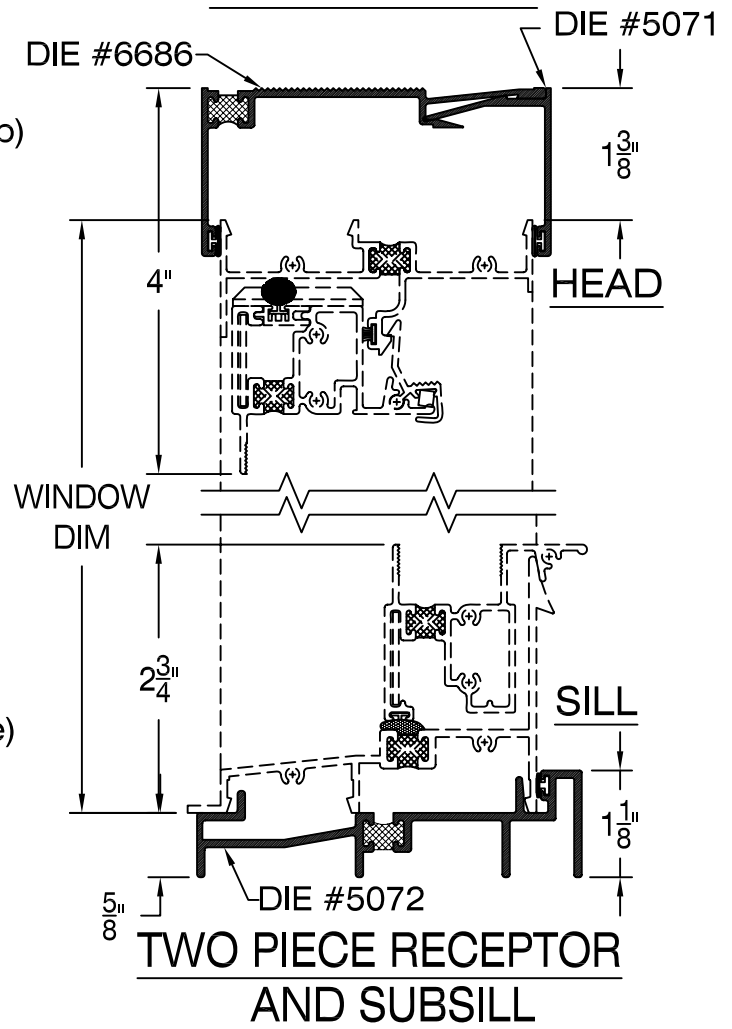 DIE #5071
DIE #6686
o)
1 3/8"
4"
HEAD
WINDOW
DIM
2 3/4"
SILL
e)
1 1/8"
5/8"
DIE #5072
TWO PIECE RECEPTOR
AND SUBSILL